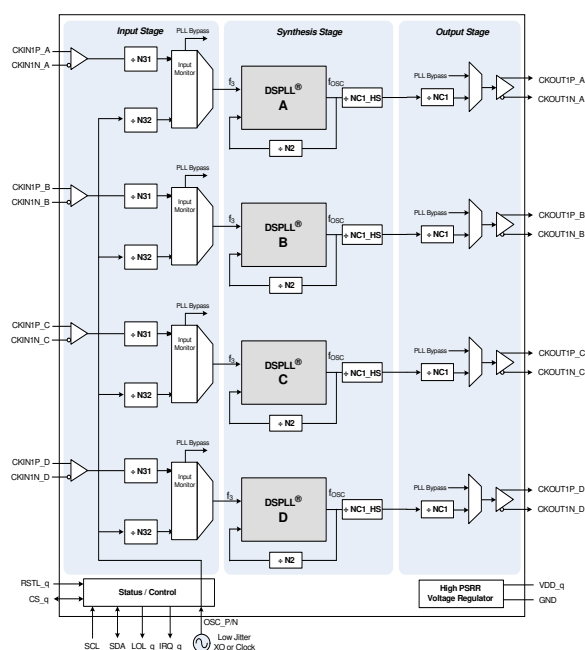 Input Stage
Synthesis Stage
Output Stage
CKIN1P_A
CKIN1N_A
÷ N31
÷ N32
Input
Monitor
PLL Bypass
f3
DSPLL®
A
fOSC
÷ N2
÷ NC1_HS
PLL Bypass
÷ NC1
CKOUT1P_A
CKOUT1N_A
CKIN1P_B
CKIN1N_B
÷ N31
÷ N32
Input
Monitor
PLL Bypass
f3
DSPLL®
B
fOSC
÷ N2
÷ NC1_HS
PLL Bypass
÷ NC1
CKOUT1P_B
CKOUT1N_B
CKIN1P_C
CKIN1N_C
÷ N31
÷ N32
Input
Monitor
PLL Bypass
f3
DSPLL®
C
fOSC
÷ N2
÷ NC1_HS
PLL Bypass
÷ NC1
CKOUT1P_C
CKOUT1N_C
CKIN1P_D
CKIN1N_D
÷ N31
÷ N32
Input
Monitor
PLL Bypass
f3
DSPLL®
D
fOSC
÷ N2
÷ NC1_HS
PLL Bypass
÷ NC1
CKOUT1P_D
CKOUT1N_D
RSTL_q
CS_q
Status / Control
SCL
SDA
LOL_q
IRQ_q
OSC_P/N
Low Jitter
XO or Clock
High PSRR
Voltage Regulator
VDD_q
GND